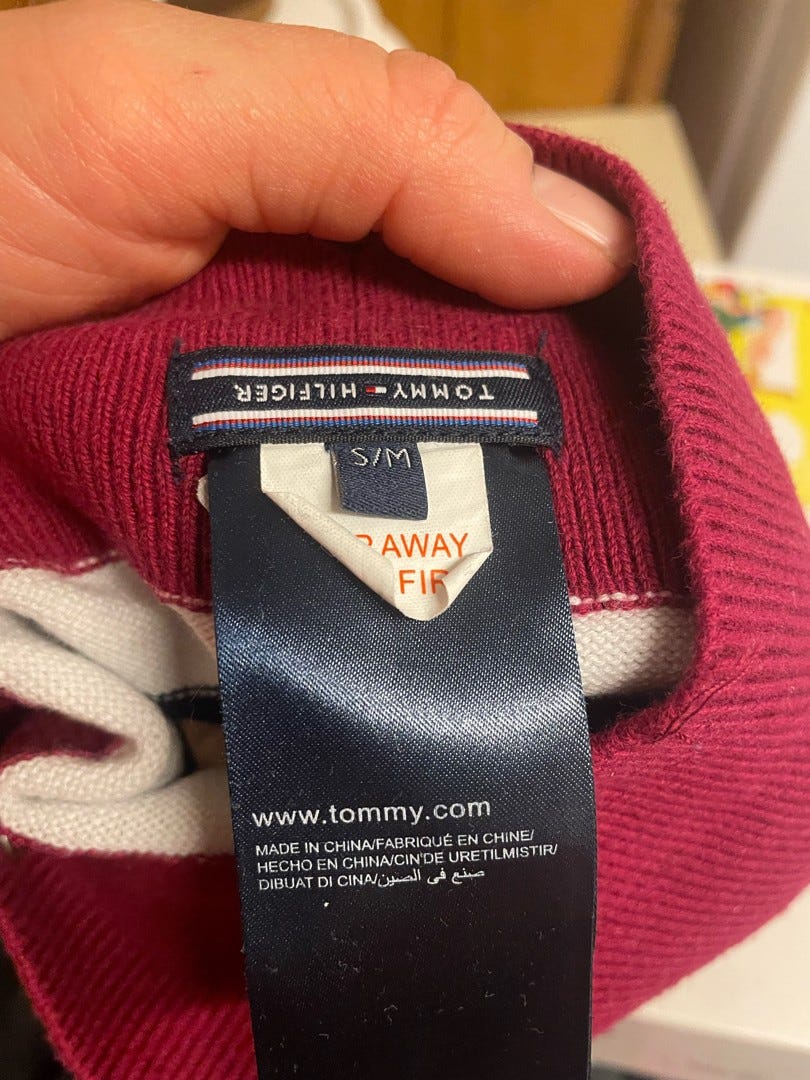 TOMMY HILFIGER
S/M
R AWAY
FIR
www.tommy.com
MADE IN CHINA/FABRIQUÉ EN CHINE/
HECHO EN CHINA/CIN'DE URETILMISTIR/
DIBUAT DI CINA/صنع في الصين